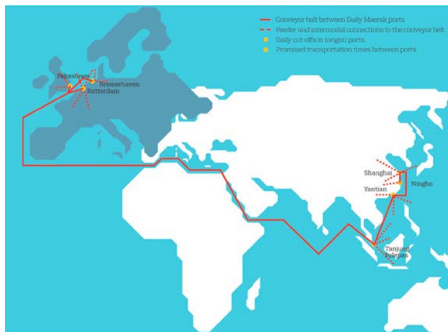 Conveyor belt between Daily Maersk ports
Feeder and intermodal connections to the conveyor belt
Daily cut-offs in (origin) ports
Promised transportation times between ports
Felixstowe
Bremerhaven
Rotterdam
Shanghai
Ningbo
Yantian
Tanjung
Pelepas